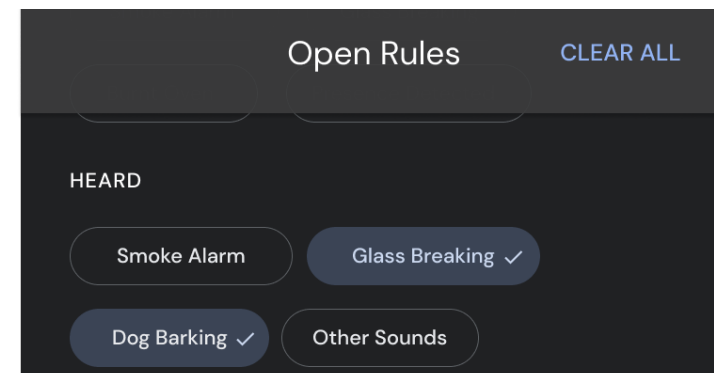 Open Rules CLEAR ALL
HEARD
Smoke Alarm Glass Breaking
Dog Barking Other Sounds